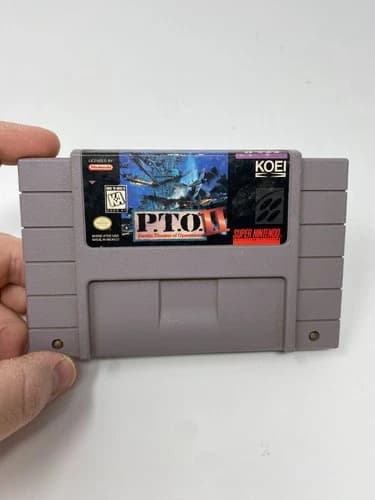 LICENSED BY
Nintendo
KOEI
K-A
P.T.O. II
Pacific Theater of Operations
MADE IN MEXICO
SUPER NINTENDO